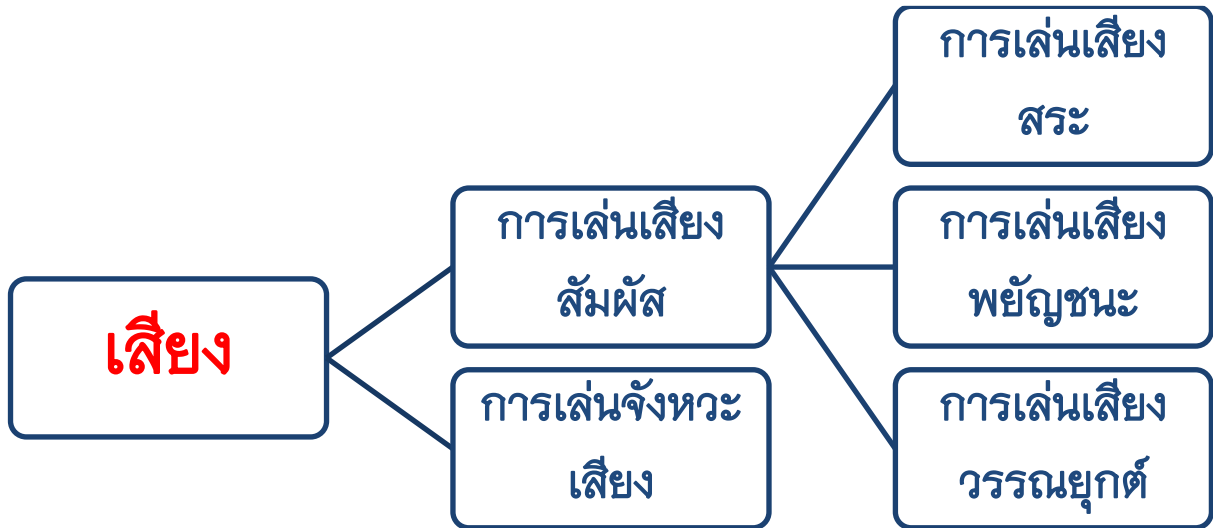 เสียง
การเล่นเสียง
สัมผัส
การเล่นเสียง
สระ
การเล่นเสียง
พยัญชนะ
การเล่นเสียง
วรรณยุกต์
การเล่นจังหวะ
เสียง